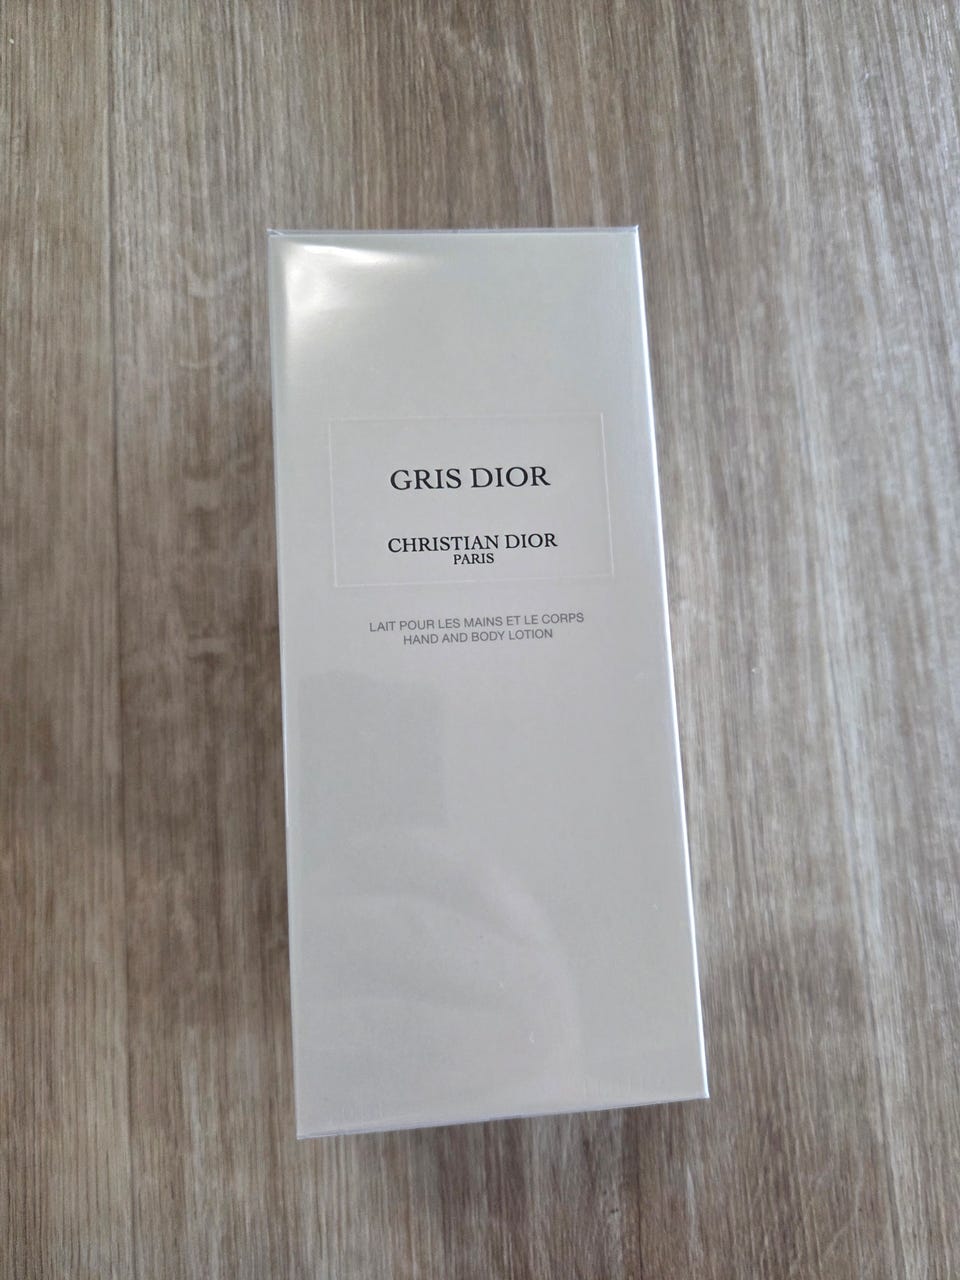 GRIS DIOR
CHRISTIAN DIOR
PARIS
LAIT POUR LES MAINS ET LE CORPS
HAND AND BODY LOTION